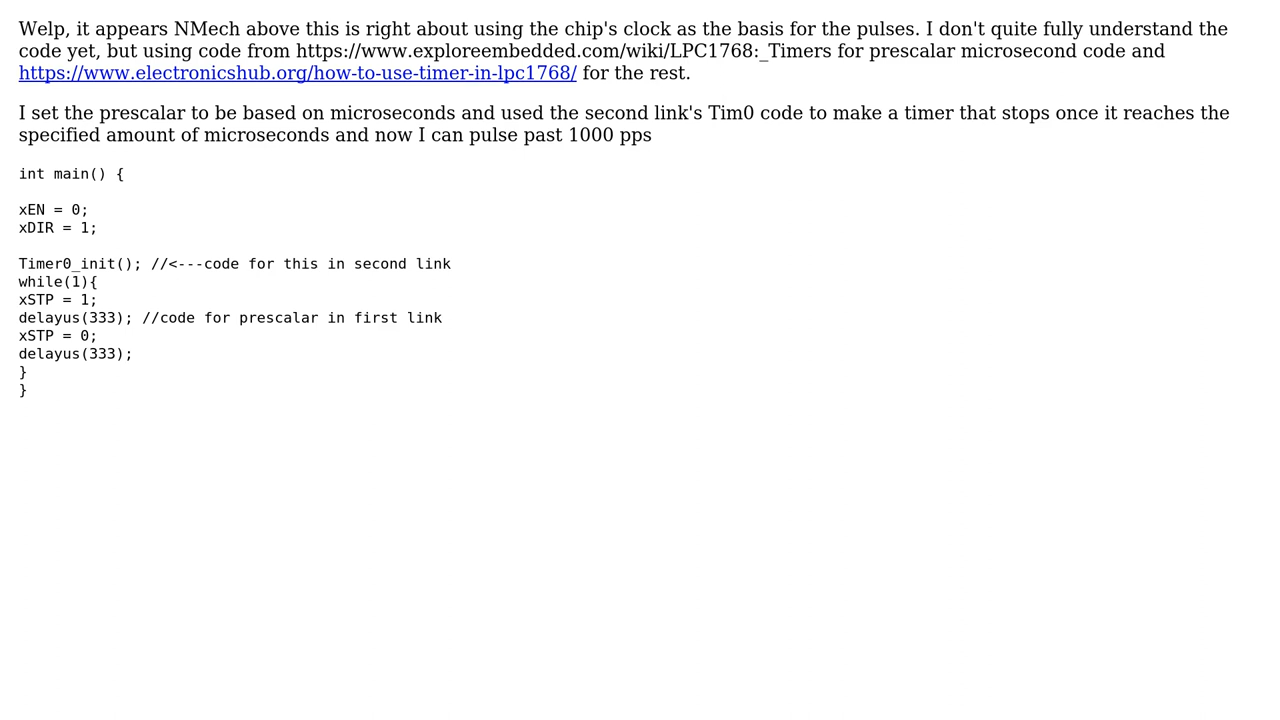 Welp, it appears NMech above this is right about using the chip's clock as the basis for the pulses. I don't quite fully understand the
code yet, but using code from https://www.exploreembedded.com/wiki/LPC1768:_Timers for prescalar microsecond code and
https://www.electronicshub.org/how-to-use-timer-in-lpc1768/ for the rest.
I set the prescalar to be based on microseconds and used the second link's Tim0 code to make a timer that stops once it reaches the
specified amount of microseconds and now I can pulse past 1000 pps
int main() {
xEN = 0;
xDIR = 1;
Timer0_init(); //<---code for this in second link
while(1){
xSTP = 1;
delayus(333); //code for prescalar in first link
xSTP = 0;
delayus(333);
}
}